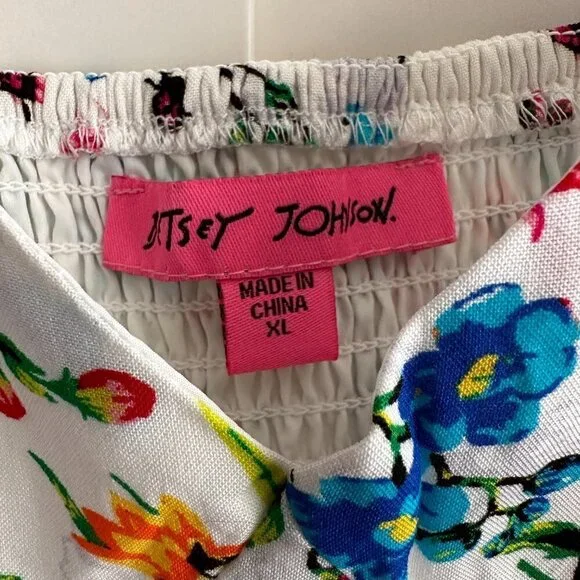 BETSEY JOHNSON.
MADE IN
CHINA
XL